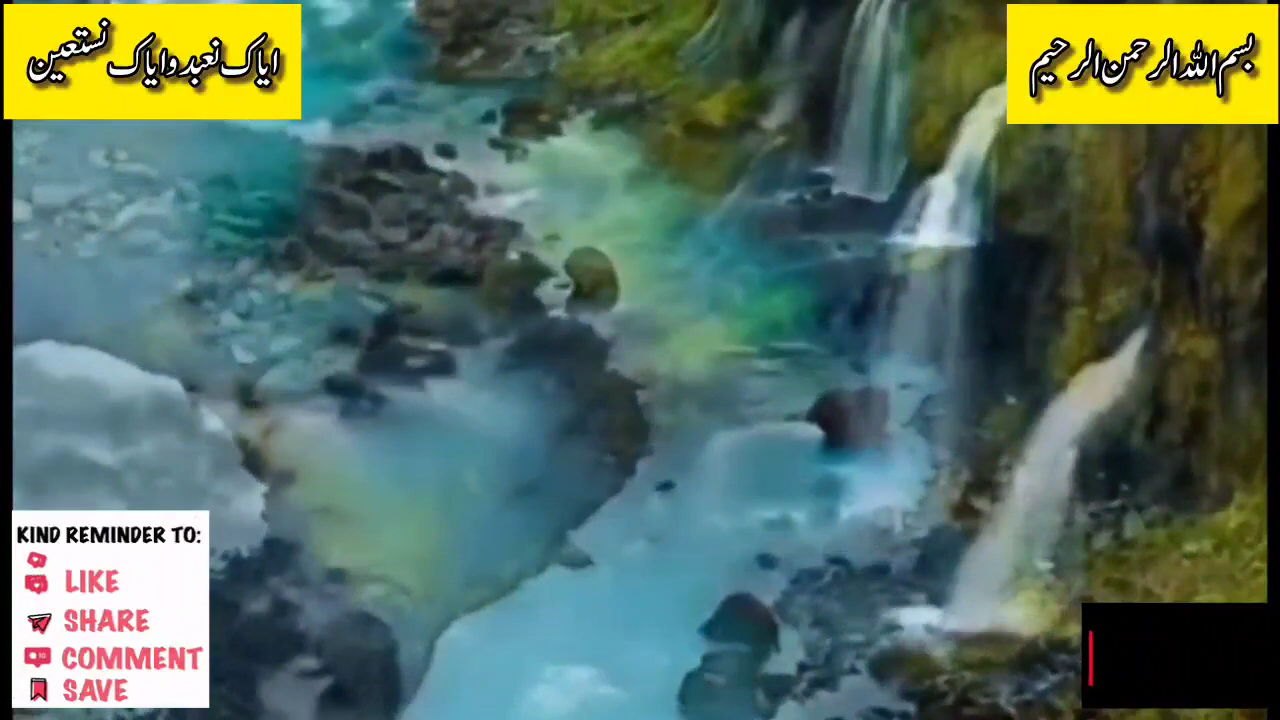 ایاک نعبد وایاک نستعین
بسم اللہ الرحمن الرحیم
KIND REMINDER TO:
LIKE
SHARE
COMMENT
SAVE